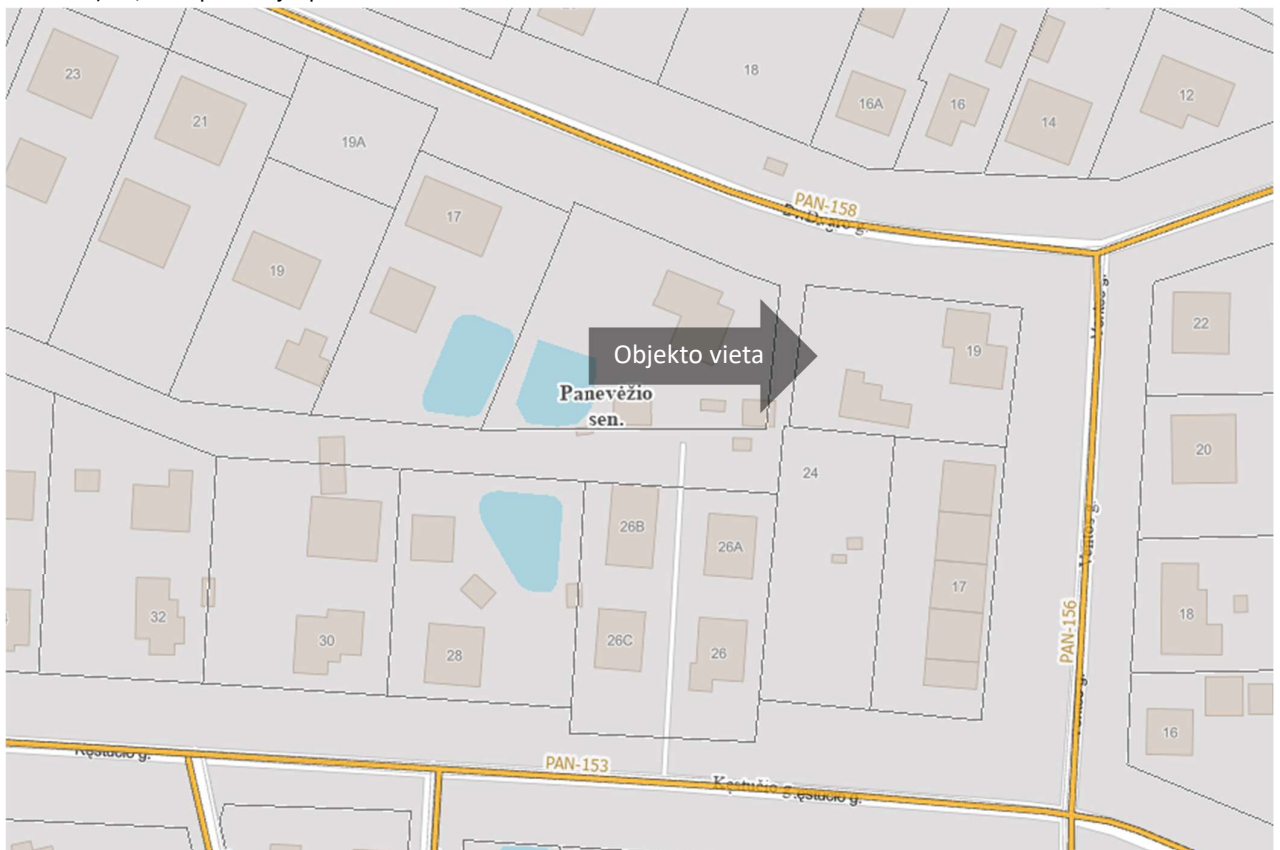 23
21
19A
18
16A
16
14
12
17
19
PAN-158
22
Objekto vieta
19
Panevėžio
sen.
20
24
26B
26A
17
32
30
28
26C
26
18
PAN-156
16
PAN-153
Kęstučio g.
Kęstučio g.